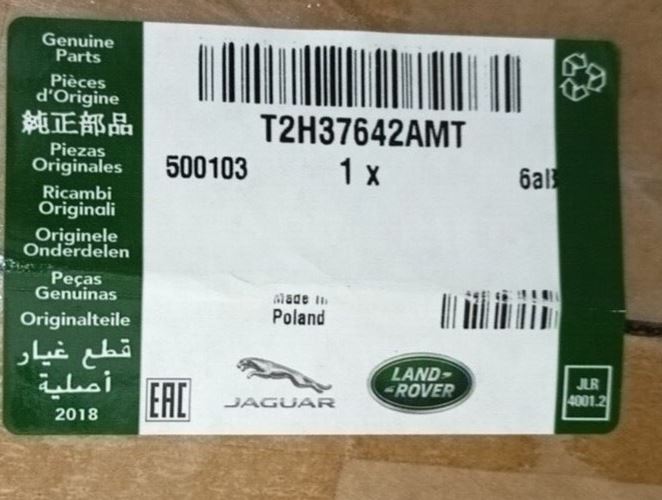 Genuine
Parts
Pièces
d'Origine
純正部品
Piezas
Originales
Ricambi
Originali
Originele
Onderdelen
Peças
Genuinas
Originalteile
قطع غيار
أصلية
2018
T2H37642AMT
500103
1 x
Made In
Poland
EAC
JAGUAR
LAND-
ROVER
JLR
4001.2